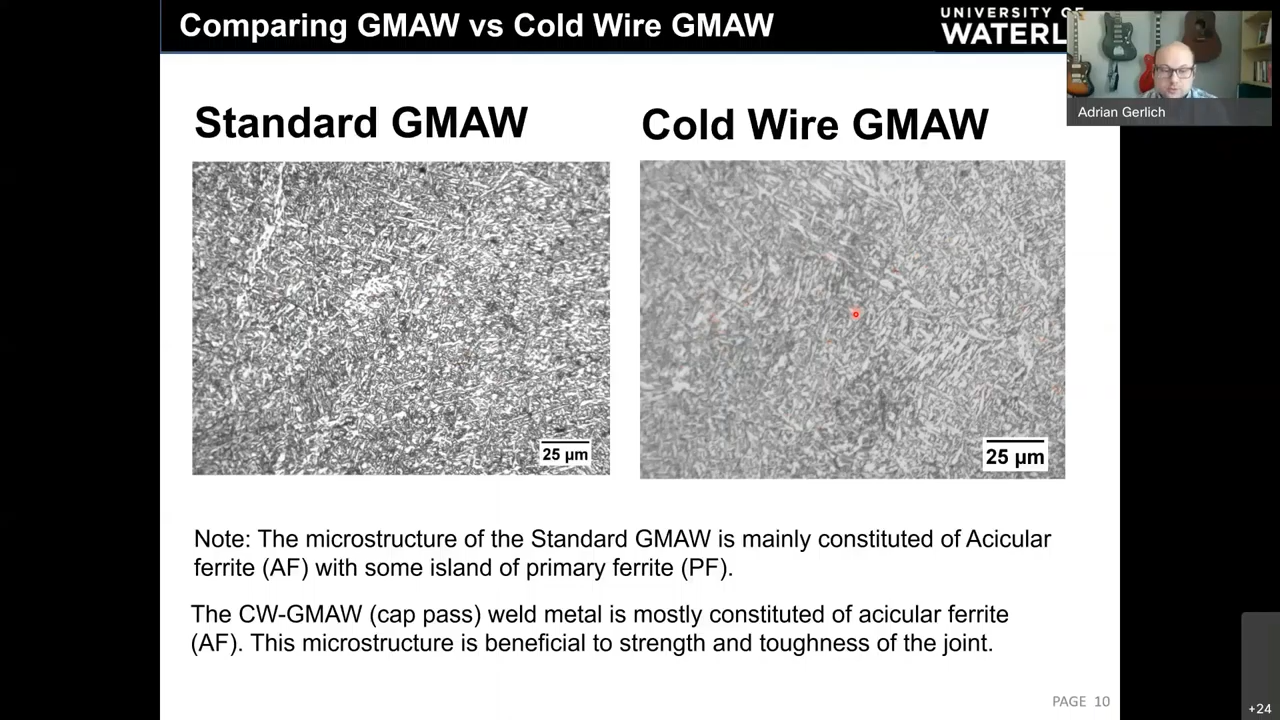 Comparing GMAW vs Cold Wire GMAW
UNIVERSITY OF
WATERL
Adrian Gerlich
Standard GMAW
Cold Wire GMAW
25 μm
25 μm
Note: The microstructure of the Standard GMAW is mainly constituted of Acicular
ferrite (AF) with some island of primary ferrite (PF).
The CW-GMAW (cap pass) weld metal is mostly constituted of acicular ferrite
(AF). This microstructure is beneficial to strength and toughness of the joint.
PAGE 10
+24